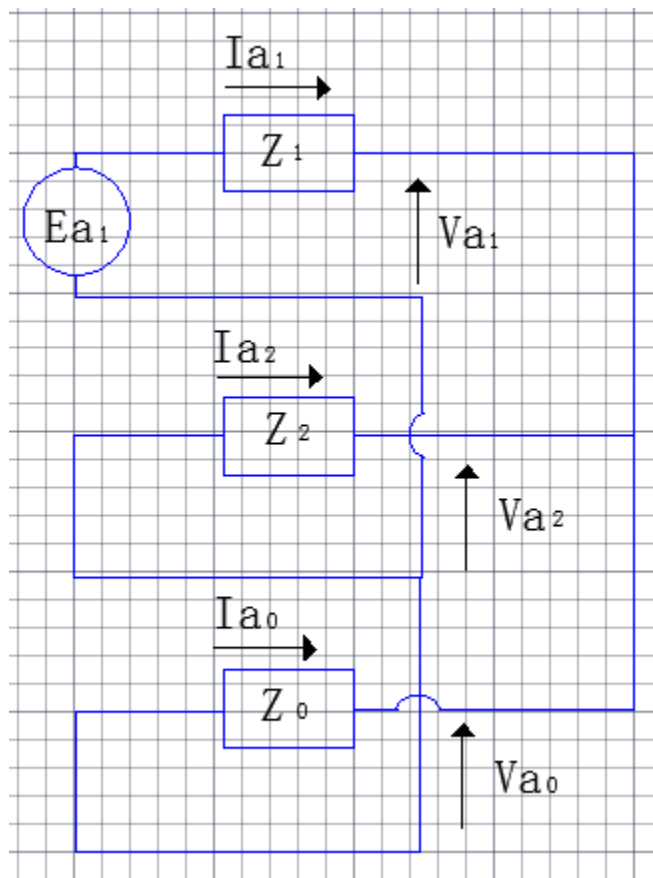 Ia₁
Z₁
Ea₁
Va₁
Ia₂
Z₂
Va₂
Ia₀
Z₀
Va₀